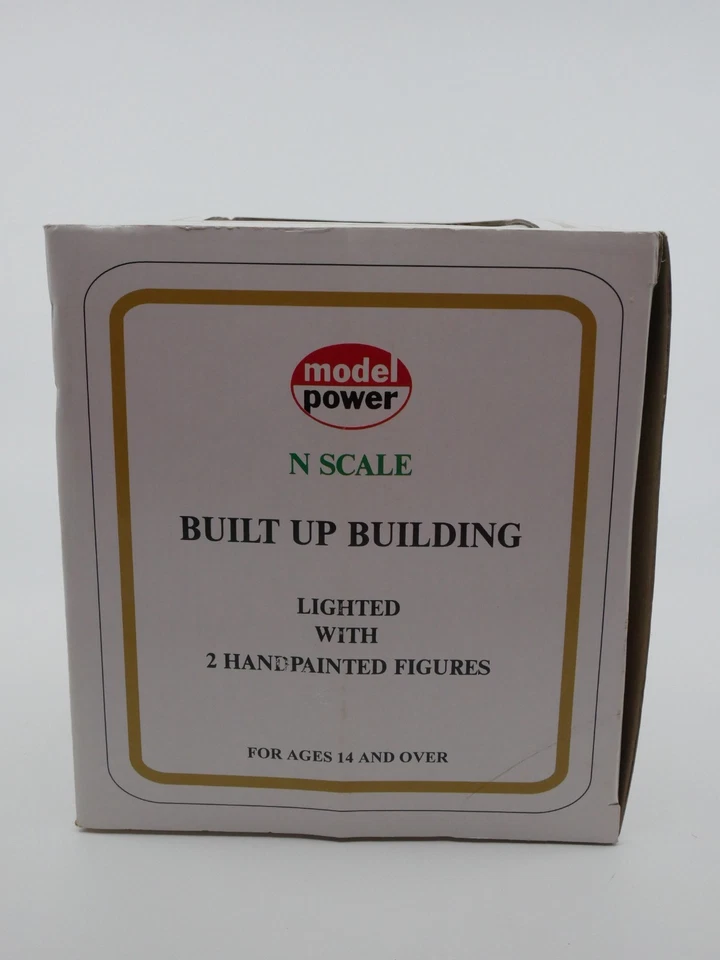 model
power
N SCALE
BUILT UP BUILDING
LIGHTED
WITH
2 HANDPAINTED FIGURES
FOR AGES 14 AND OVER